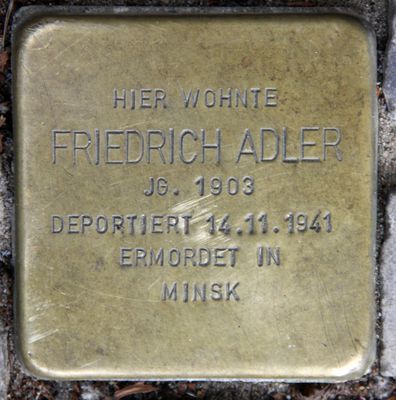 HIER WOHNTE
FRIEDRICH ADLER
JG. 1903
DEPORTIERT 14.11.1941
ERMORDET IN
MINSK